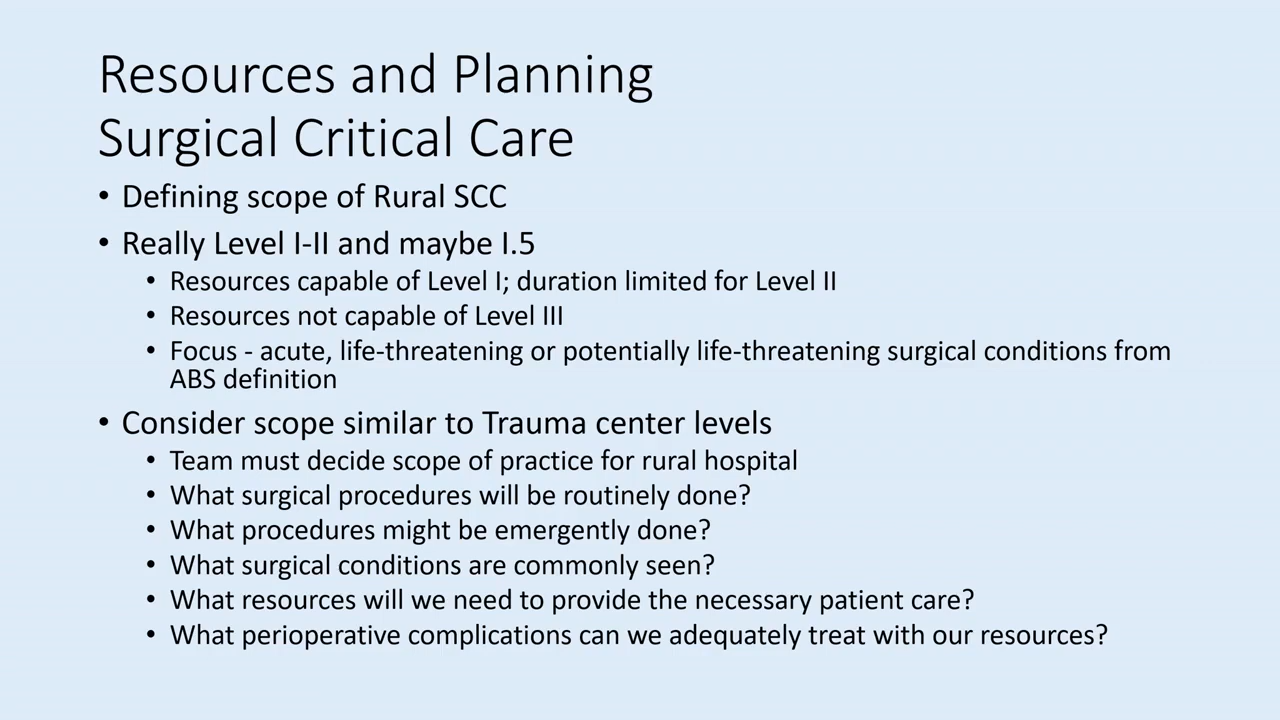 Resources and Planning
Surgical Critical Care
• Defining scope of Rural SCC
• Really Level I-II and maybe I.5
• Resources capable of Level I; duration limited for Level II
• Resources not capable of Level III
• Focus - acute, life-threatening or potentially life-threatening surgical conditions from
ABS definition
• Consider scope similar to Trauma center levels
• Team must decide scope of practice for rural hospital
• What surgical procedures will be routinely done?
• What procedures might be emergently done?
• What surgical conditions are commonly seen?
• What resources will we need to provide the necessary patient care?
• What perioperative complications can we adequately treat with our resources?